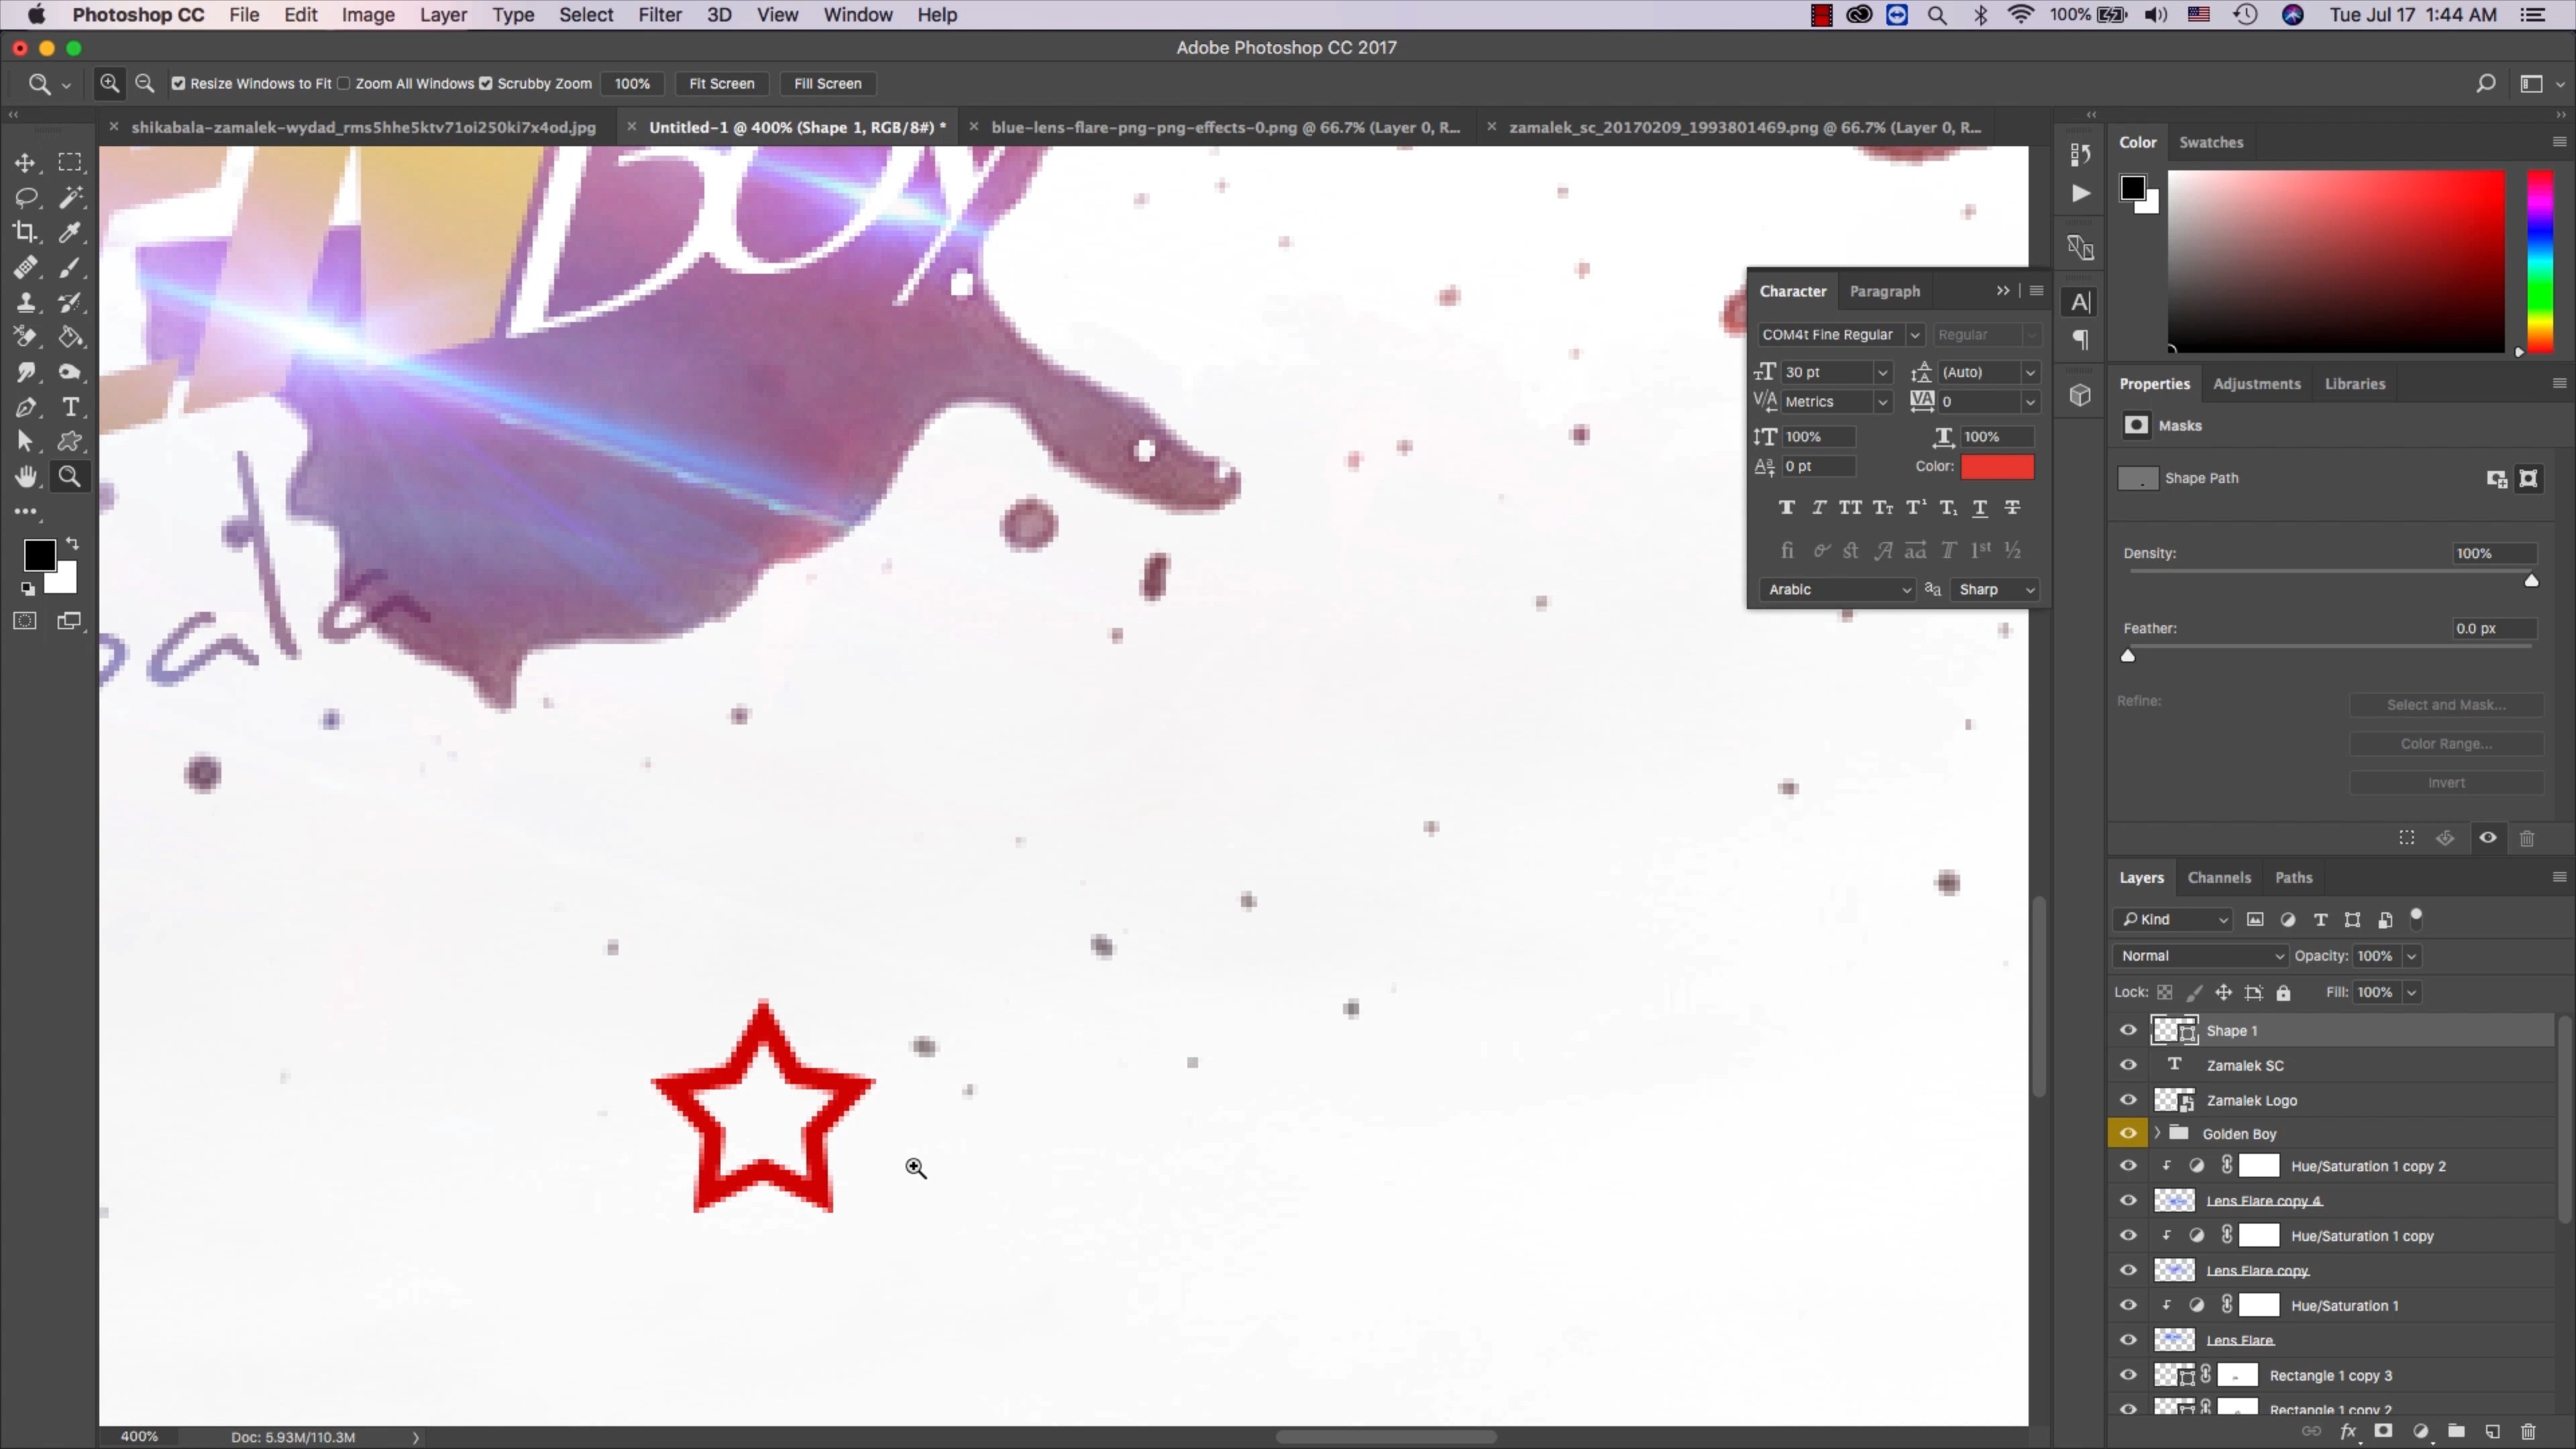 Photoshop CC File Edit Image Layer Type Select Filter 3D View Window Help 100% Tue Jul 17 1:44 AM
Adobe Photoshop CC 2017
Resize Windows to Fit Zoom All Windows Scrubby Zoom 100% Fit Screen Fill Screen
shikabala-zamalek-wydad_rms5hhe5ktv71oi250ki7x4od.jpg Untitled-1 @ 400% (Shape 1, RGB/8#) * blue-lens-flare-png-png-effects-0.png @ 66.7% (Layer 0, R... zamalek_sc_20170209_1993801469.png @ 66.7% (Layer 0, R...
Color Swatches
Character Paragraph
COM4t Fine Regular Regular
30 pt (Auto)
Metrics 0
100% 100%
0 pt Color:
Arabic Sharp
Properties Adjustments Libraries
Masks
Shape Path
Density: 100%
Feather: 0.0 px
Refine: Select and Mask...
Color Range...
Invert
Layers Channels Paths
Kind
Normal Opacity: 100%
Lock: Fill: 100%
Shape 1
Zamalek SC
Zamalek Logo
Golden Boy
Hue/Saturation 1 copy 2
Lens Flare copy 4
Hue/Saturation 1 copy
Lens Flare copy
Hue/Saturation 1
Lens Flare
Rectangle 1 copy 3
Rectangle 1 copy 2
400% Doc: 5.93M/110.3M